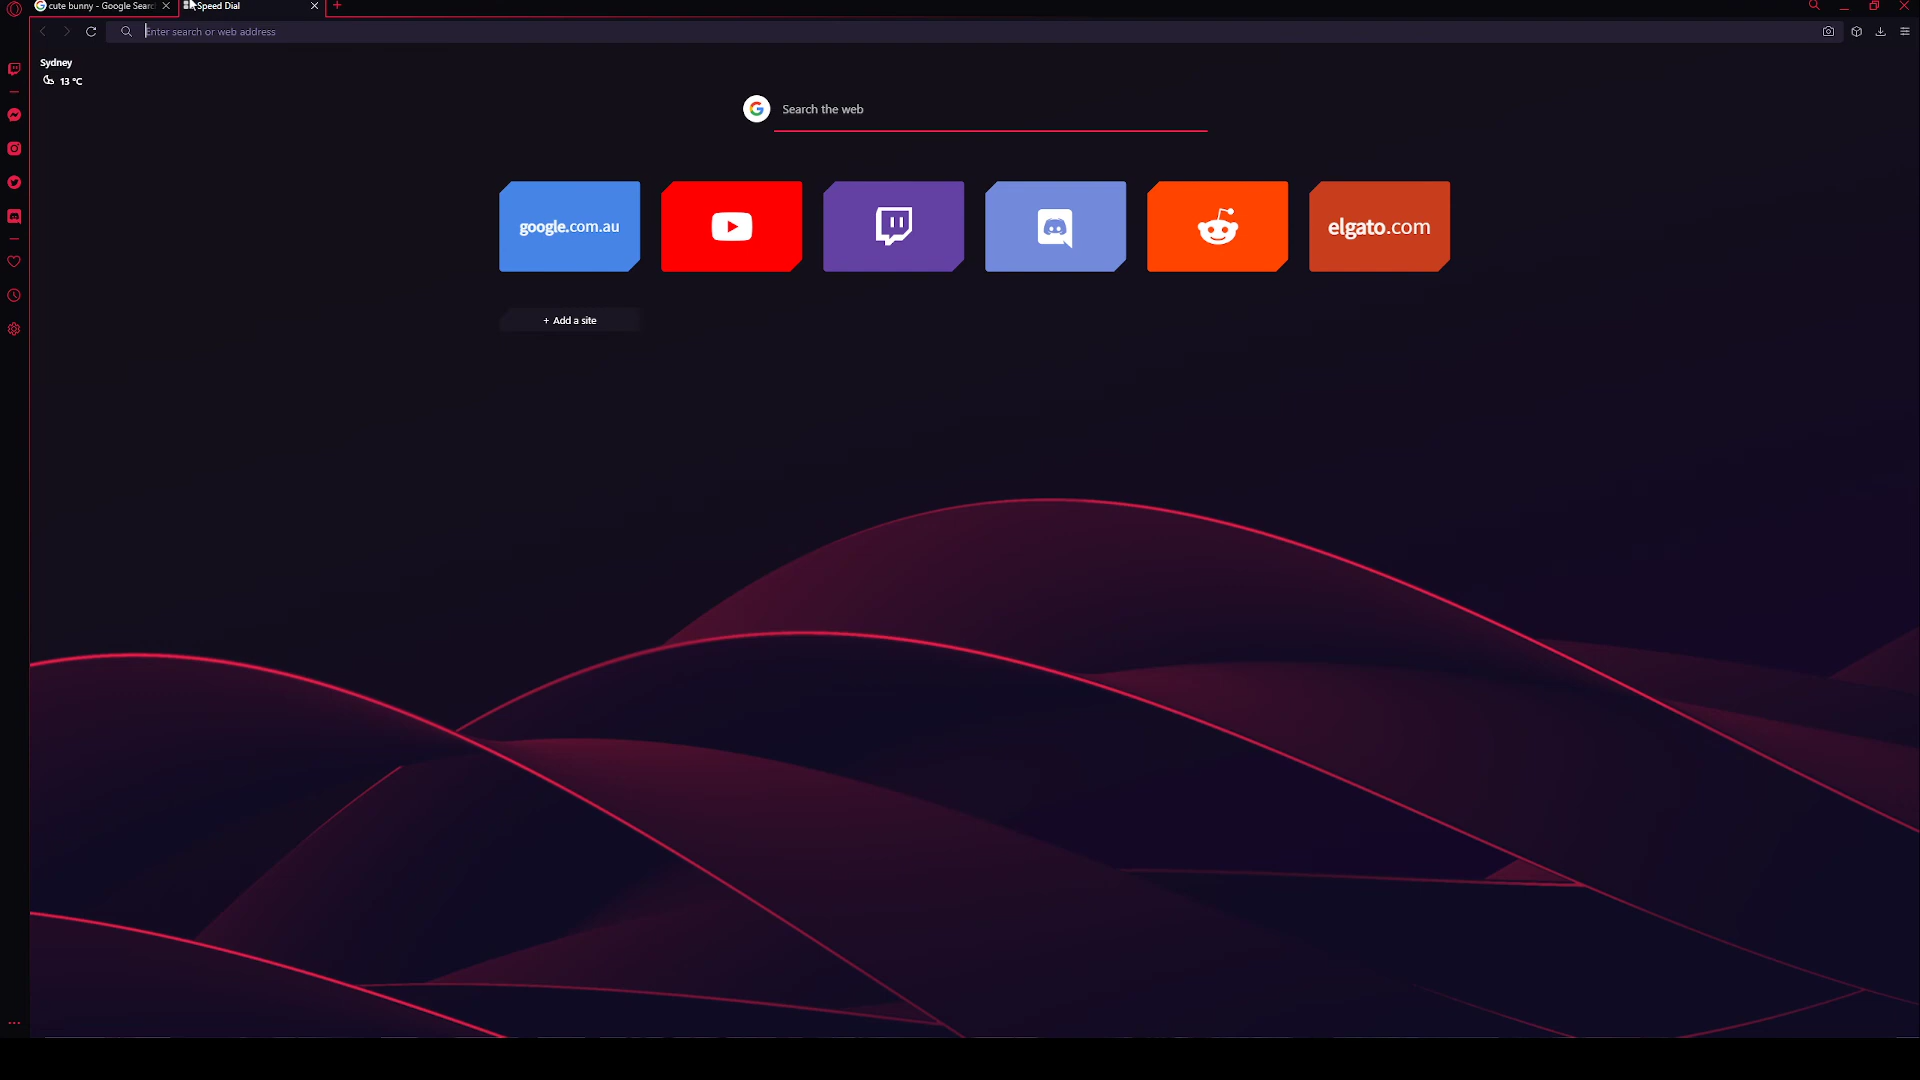 cute bunny - Google Searc
Speed Dial
Enter search or web address
Sydney
13 °C
Search the web
google.com.au
elgato.com
+ Add a site